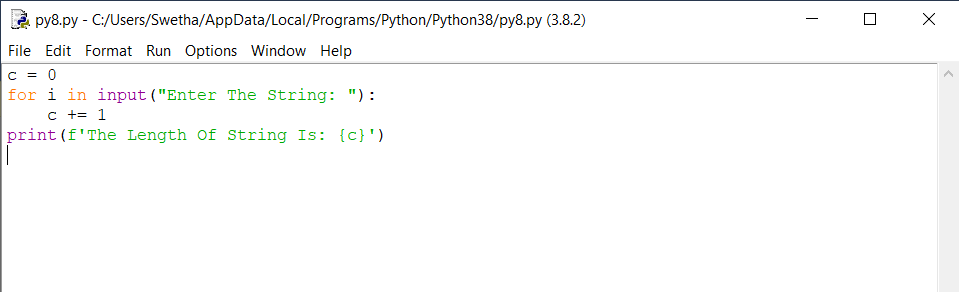 py8.py - C:/Users/Swetha/AppData/Local/Programs/Python/Python38/py8.py (3.8.2)
File Edit Format Run Options Window Help
c = 0
for i in input("Enter The String: "):
    c += 1
print(f'The Length Of String Is: {c}')